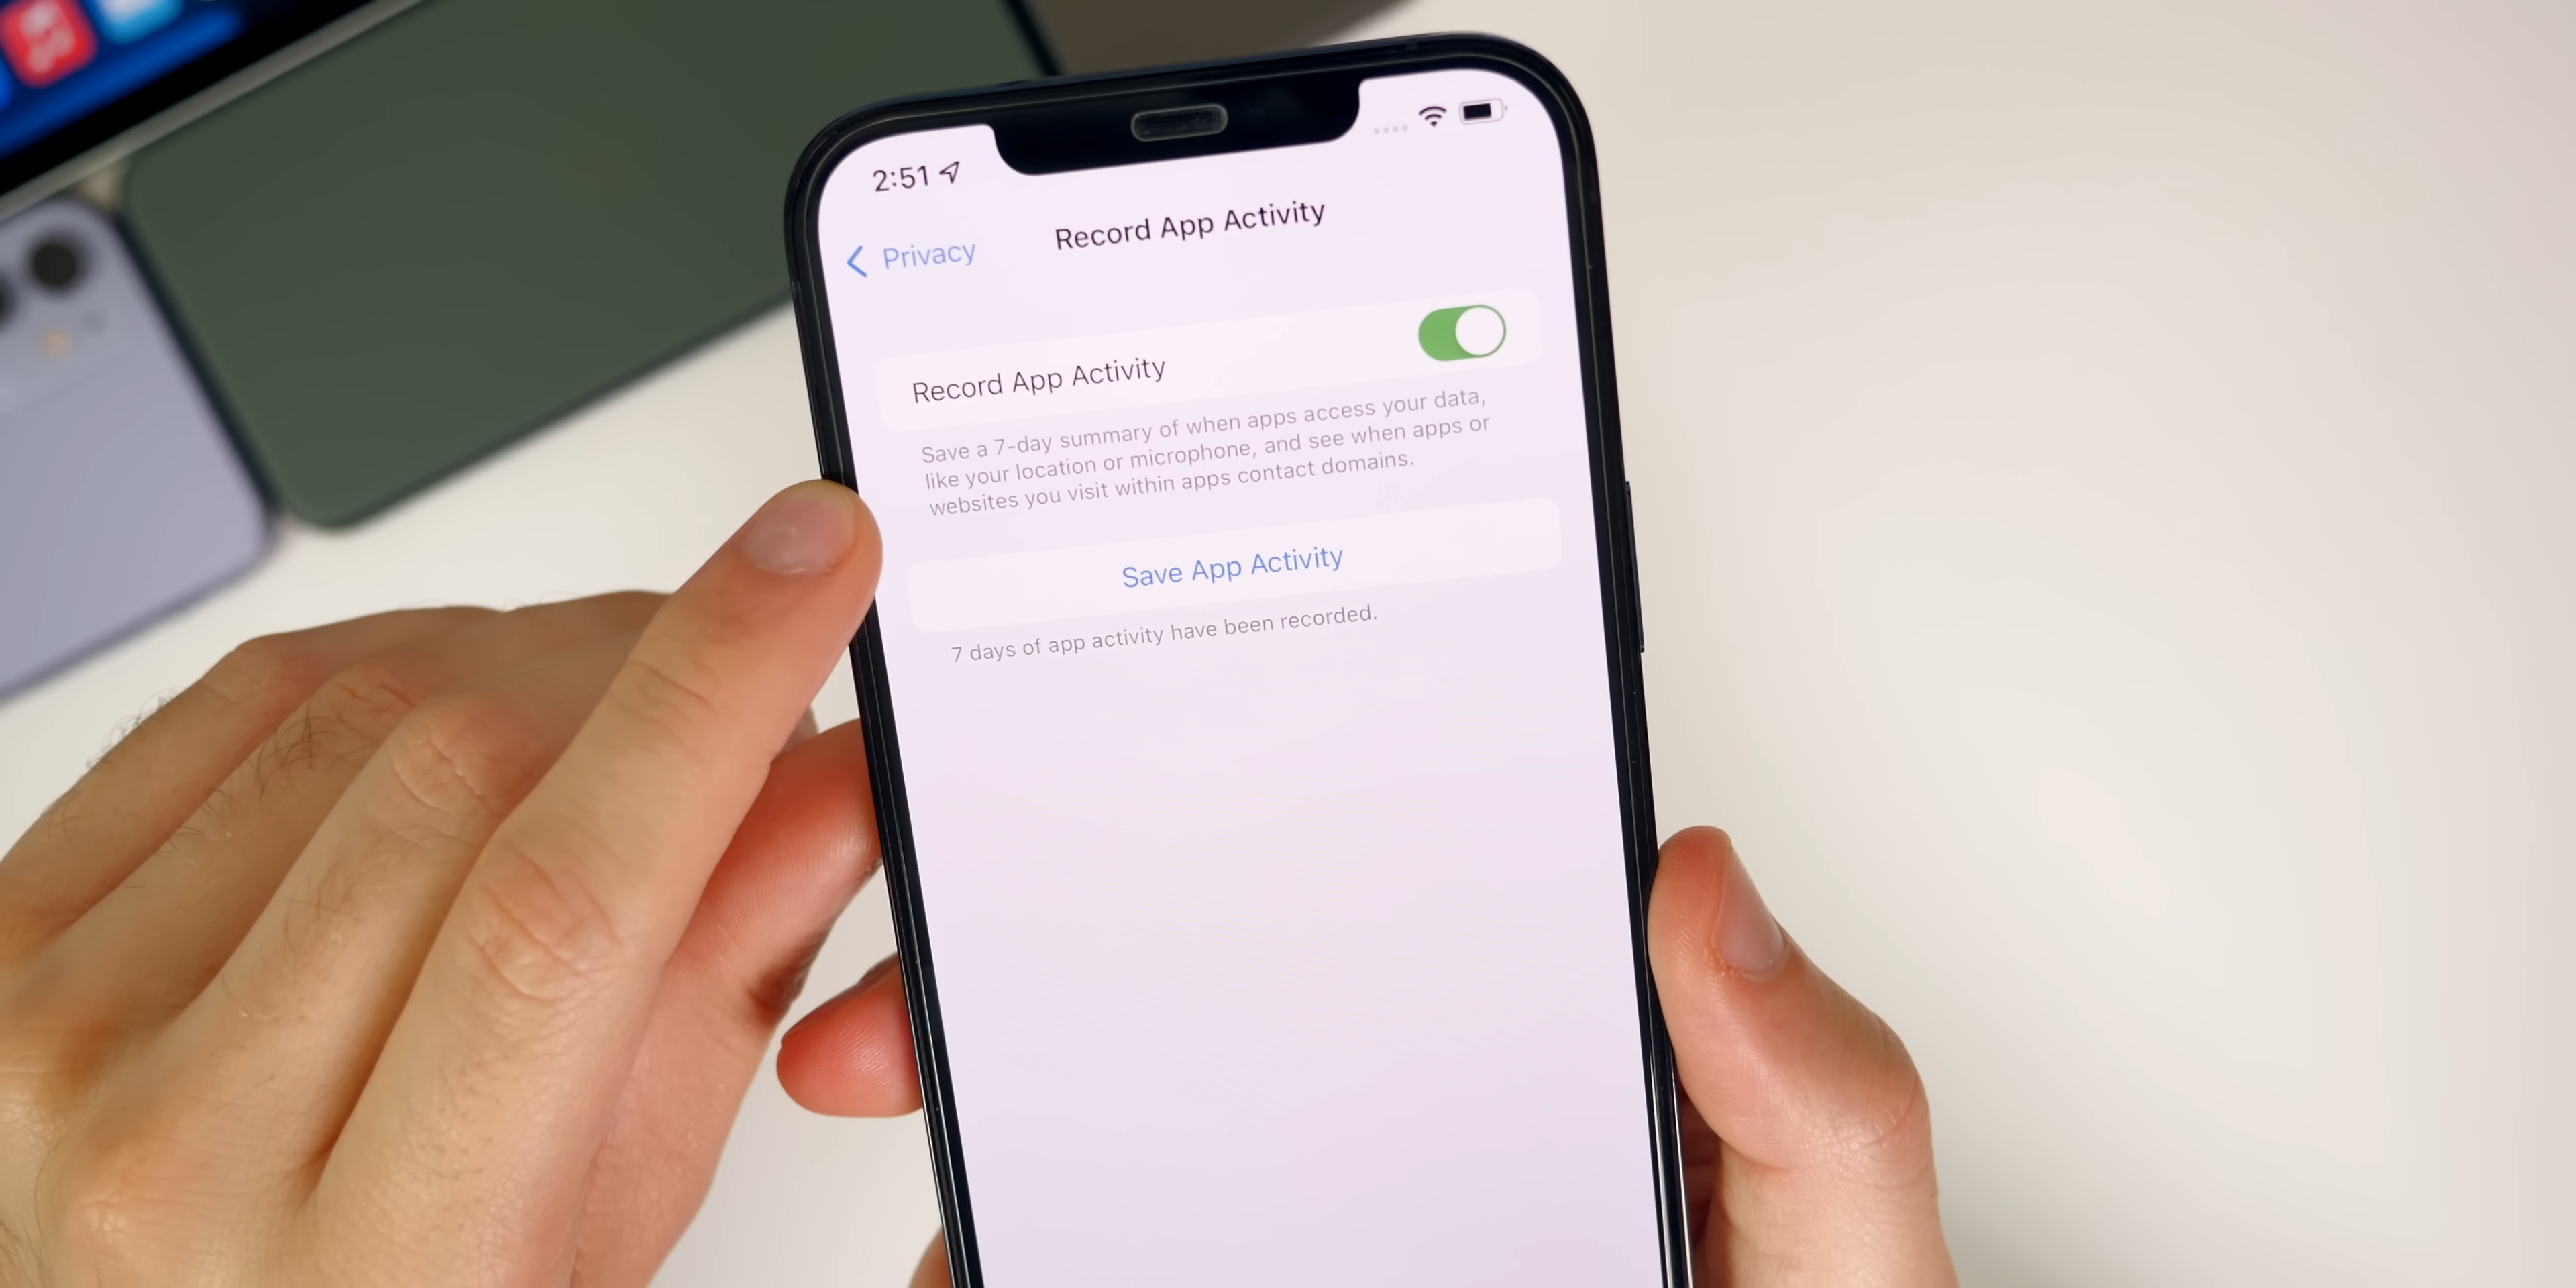 2:51
Privacy
Record App Activity
Record App Activity
Save a 7-day summary of when apps access your data,
like your location or microphone, and see when apps or
websites you visit within apps contact domains.
Save App Activity
7 days of app activity have been recorded.